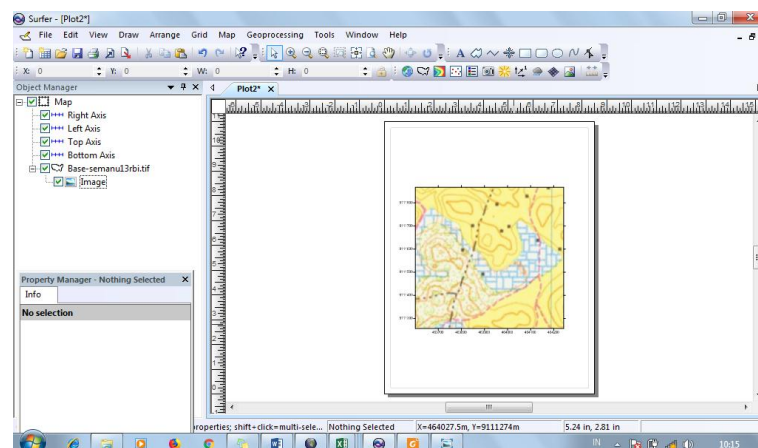 Surfer - [Plot2*]
File Edit View Draw Arrange Grid Map Geoprocessing Tools Window Help
X: 0 Y: 0 W: 0 H: 0
Object Manager
Plot2*
Map
Right Axis
Left Axis
Top Axis
Bottom Axis
Base-semanu13rbi.tif
Image
Property Manager - Nothing Selected
Info
No selection
roperties; shift+click=multi-sele... Nothing Selected X=464027.5m, Y=9111274m 5.24 in, 2.81 in
IN 10:15